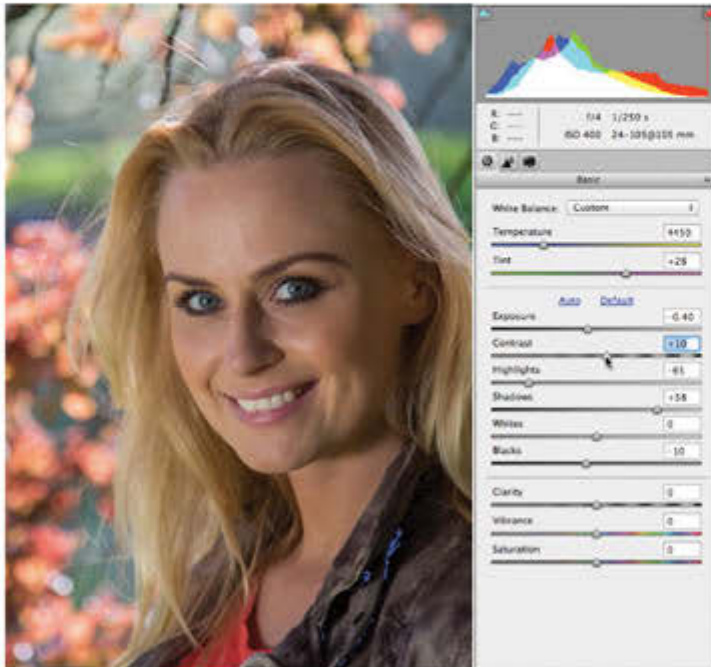 R: ---
f/4 1/250 s
G: ---
B: ---
ISO 400 24-105@105 mm
Basic
White Balance: Custom
Temperature 4450
Tint +28
Auto Default
Exposure -0.40
Contrast +10
Highlights -65
Shadows +58
Whites 0
Blacks -10
Clarity 0
Vibrance 0
Saturation 0